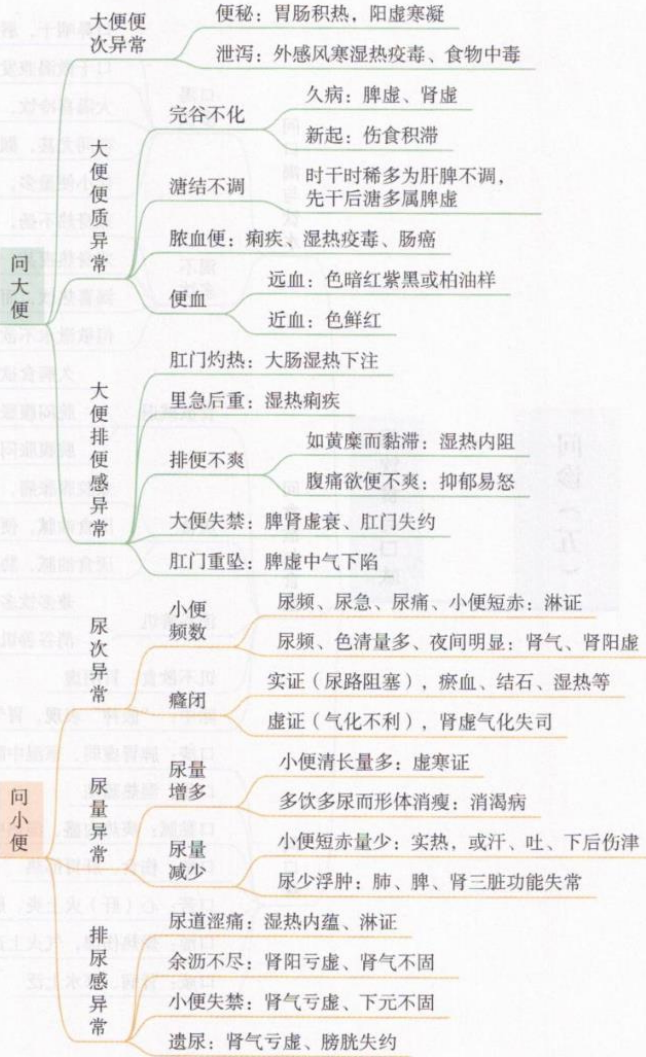 问大便
大便便
次异常
便秘：胃肠积热，阳虚寒凝
泄泻：外感风寒湿热疫毒、食物中毒
大便便质异常
完谷不化
久病：脾虚、肾虚
新起：伤食积滞
溏结不调
时干时稀多为肝脾不调，
先干后溏多属脾虚
脓血便：痢疾、湿热疫毒、肠癌
便血
远血：色暗红紫黑或柏油样
近血：色鲜红
大便排便感异常
肛门灼热：大肠湿热下注
里急后重：湿热痢疾
排便不爽
如黄糜而黏滞：湿热内阻
腹痛欲便不爽：抑郁易怒
大便失禁：脾肾虚衰、肛门失约
肛门重坠：脾虚中气下陷
问小便
尿次异常
小便
频数
尿频、尿急、尿痛、小便短赤：淋证
尿频、色清量多、夜间明显：肾气、肾阳虚
癃闭
实证（尿路阻塞），瘀血、结石、湿热等
虚证（气化不利），肾虚气化失司
尿量异常
尿量
增多
小便清长量多：虚寒证
多饮多尿而形体消瘦：消渴病
尿量
减少
小便短赤量少：实热，或汗、吐、下后伤津
尿少浮肿：肺、脾、肾三脏功能失常
排尿感异常
尿道涩痛：湿热内蕴、淋证
余沥不尽：肾阳亏虚、肾气不固
小便失禁：肾气亏虚、下元不固
遗尿：肾气亏虚、膀胱失约